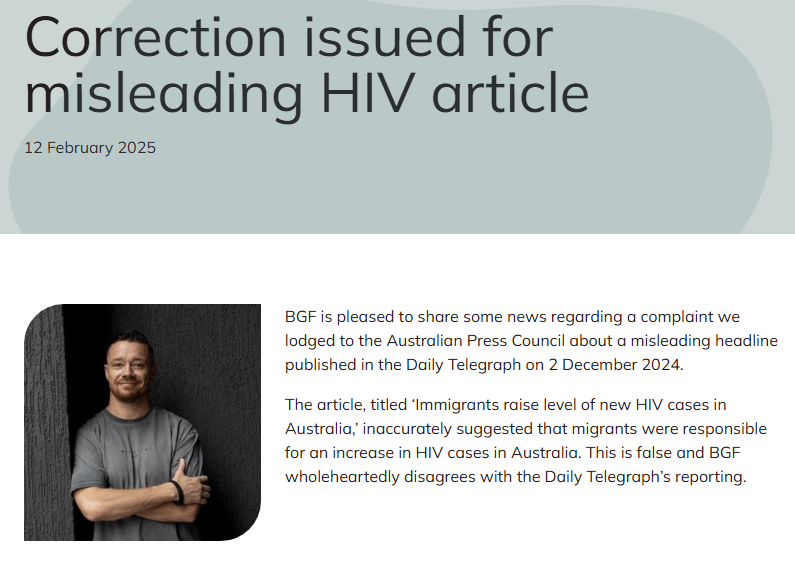 Correction issued for
misleading HIV article
12 February 2025
BGF is pleased to share some news regarding a complaint we
lodged to the Australian Press Council about a misleading headline
published in the Daily Telegraph on 2 December 2024.
The article, titled ‘Immigrants raise level of new HIV cases in
Australia,’ inaccurately suggested that migrants were responsible
for an increase in HIV cases in Australia. This is false and BGF
wholeheartedly disagrees with the Daily Telegraph’s reporting.